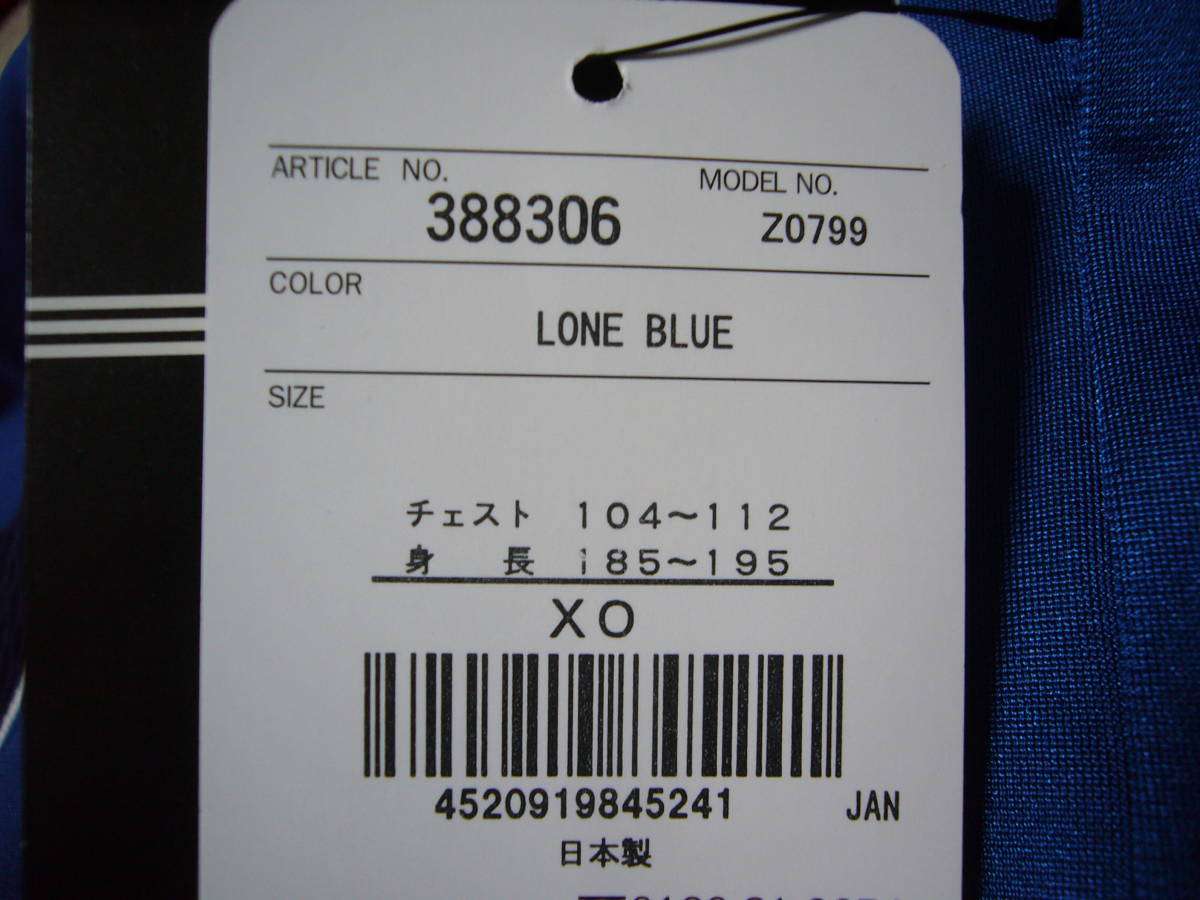 ARTICLE NO.
MODEL NO.
388306
Z0799
COLOR
LONE BLUE
SIZE
チェスト 104～112
身 長 185～195
XO
4520919845241 JAN
日本製